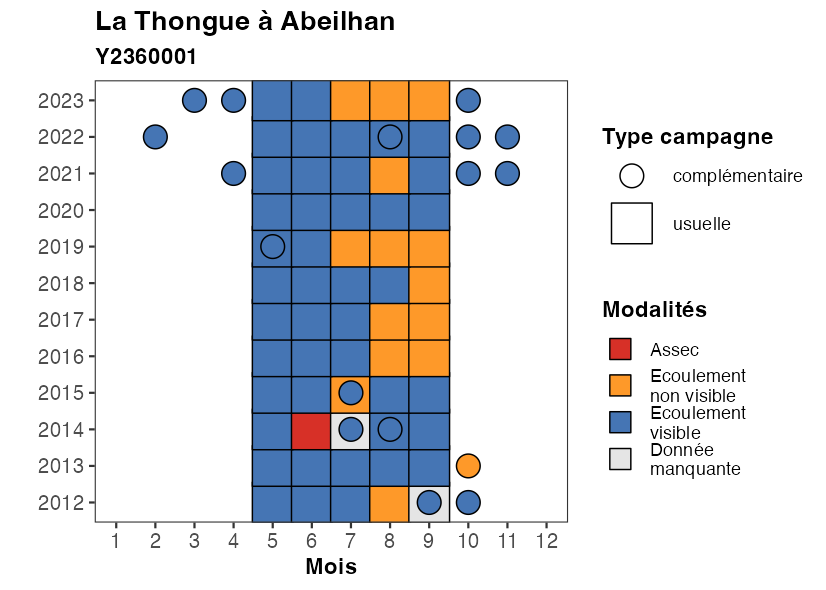 La Thongue à Abeilhan
Y2360001
2023
2022
2021
2020
2019
2018
2017
2016
2015
2014
2013
2012
1 2 3 4 5 6 7 8 9 10 11 12
Mois
Type campagne
complémentaire
usuelle
Modalités
Assec
Ecoulement
non visible
Ecoulement
visible
Donnée
manquante